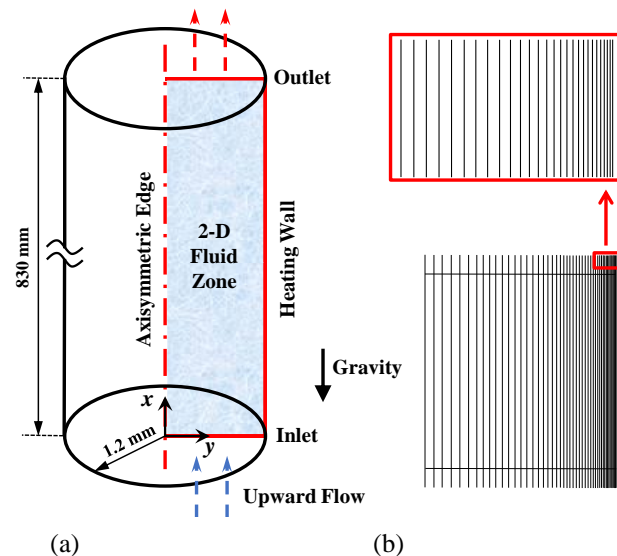 Outlet
830 mm
Axisymmetric Edge
2-D
Fluid
Zone
Heating Wall
Gravity
x
y
1.2 mm
Inlet
Upward Flow
(a)
(b)